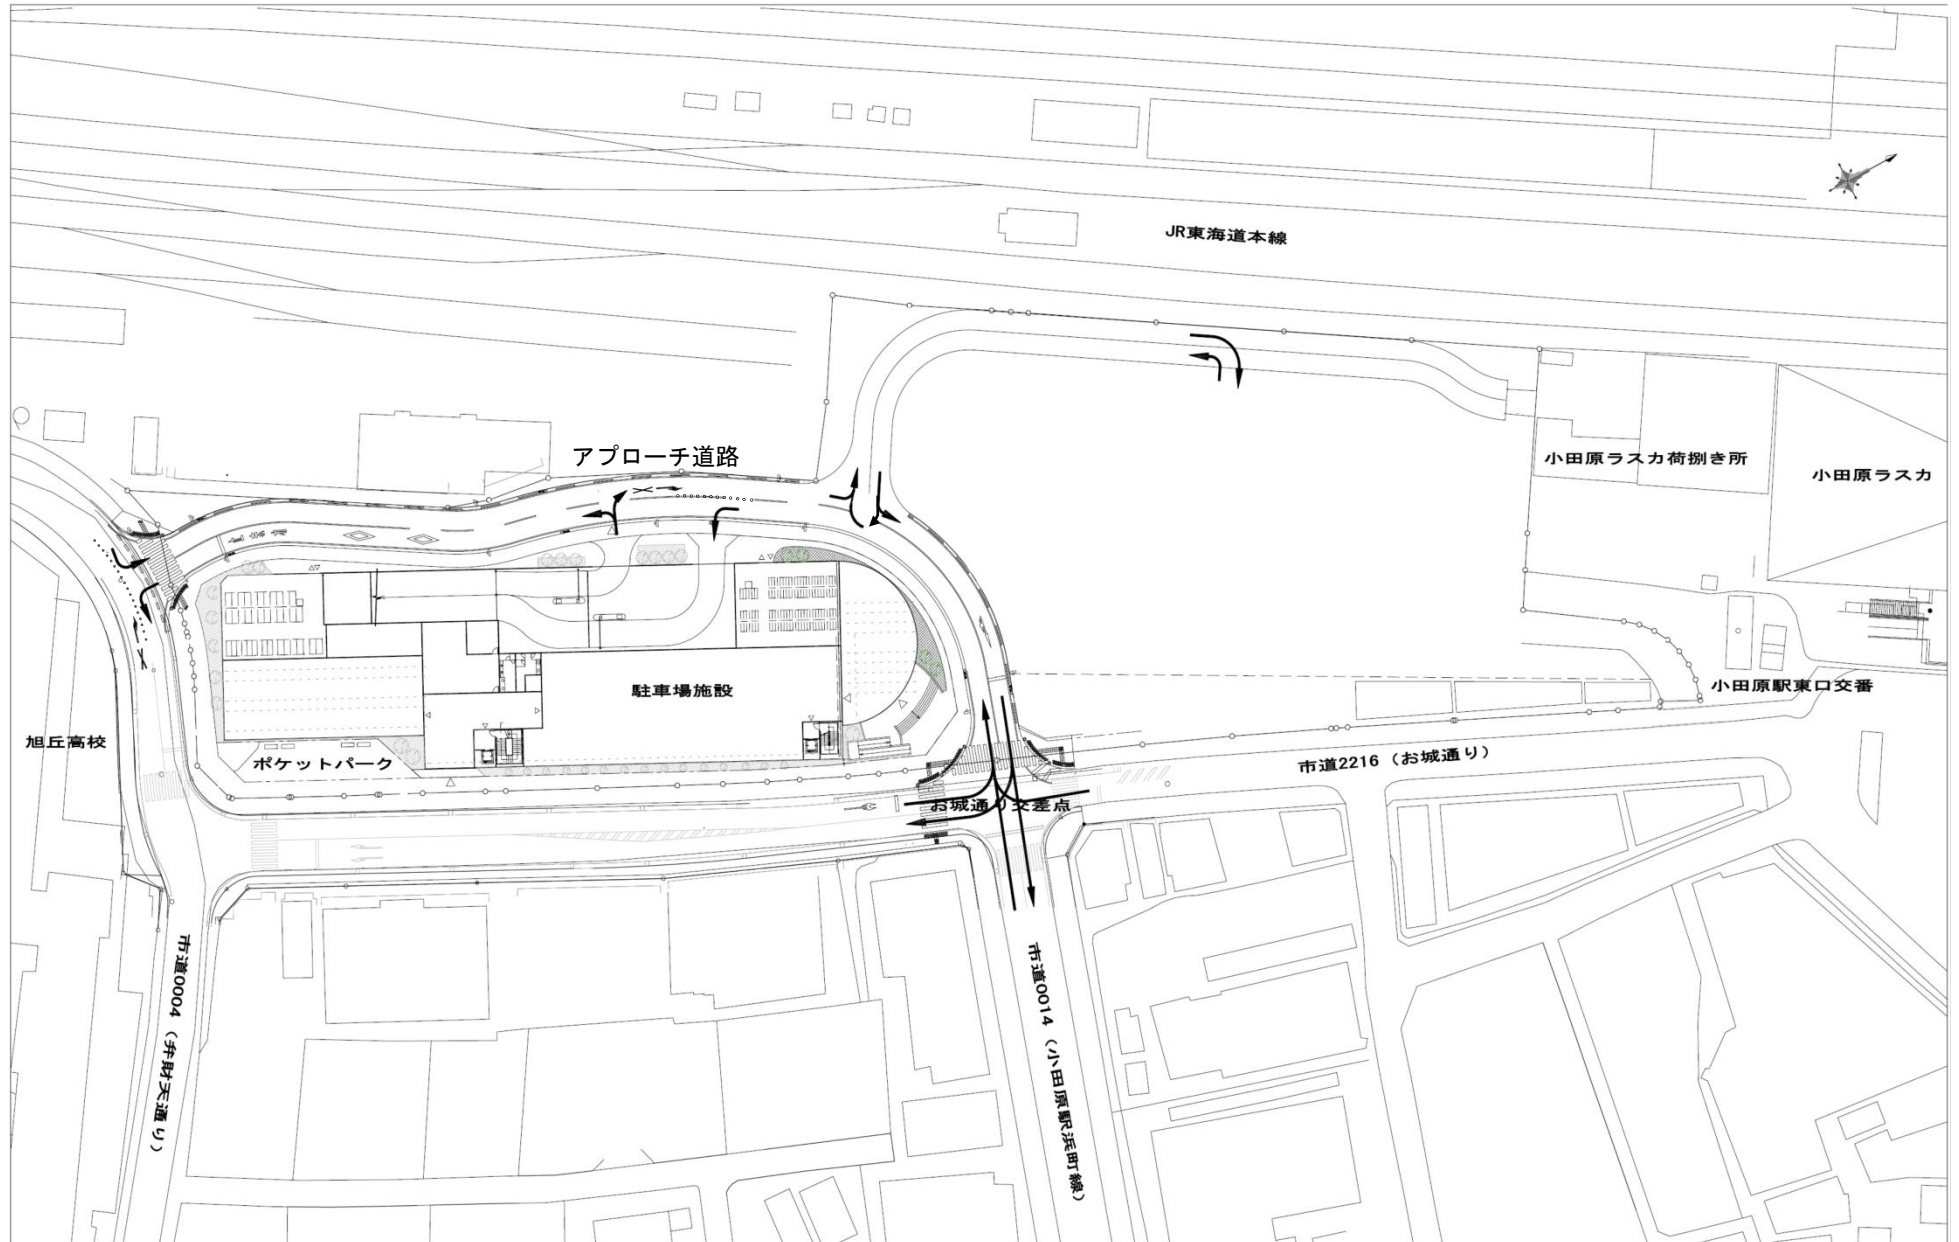 JR東海道本線
アプローチ道路
小田原ラスカ荷捌き所
小田原ラスカ
駐車場施設
小田原駅東口交番
旭丘高校
ポケットパーク
市道2216（お城通り）
お城通り交差点
市道0004（弁財天通り）
市道0014（小田原駅浜町線）